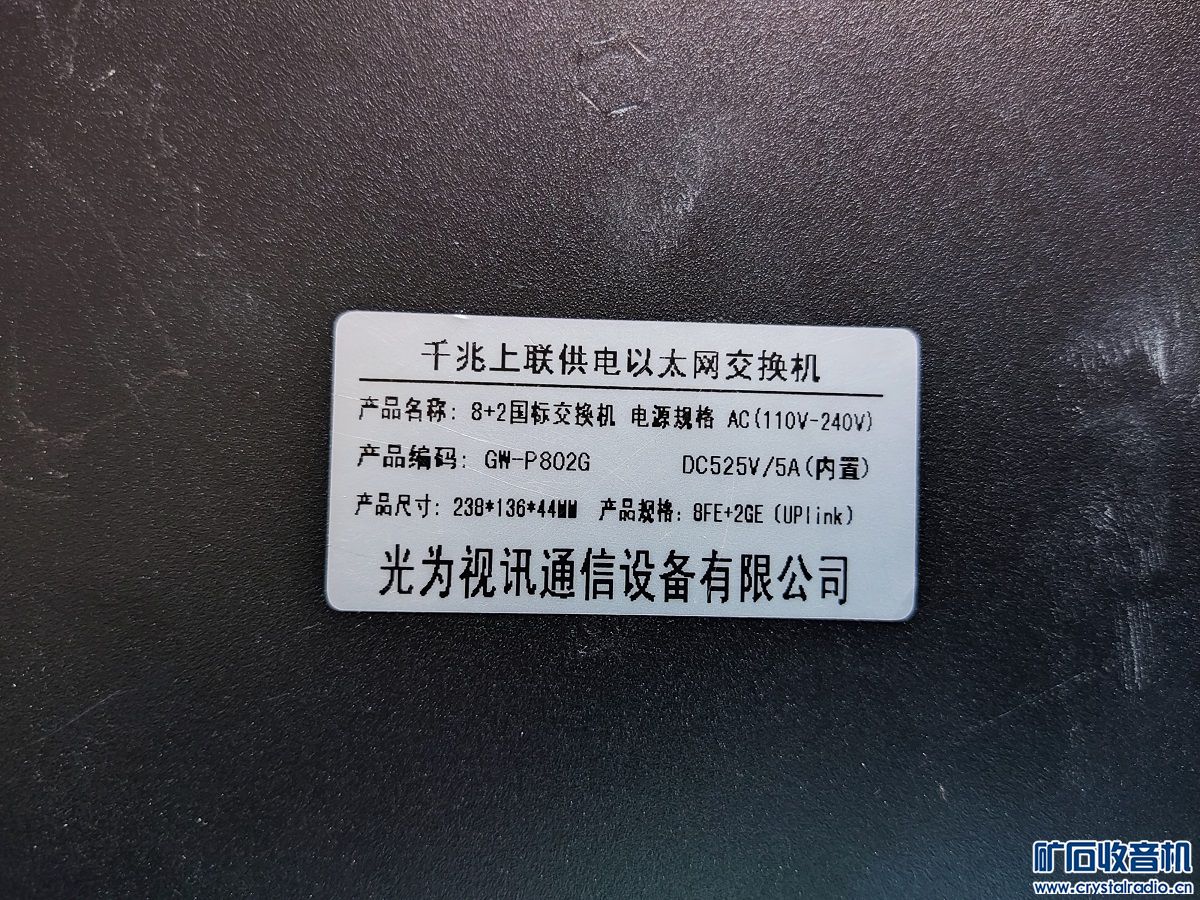 千兆上联供电以太网交换机
产品名称: 8+2国标交换机 电源规格 AC(110V-240V)
产品编码: GW-P802G DC525V/5A(内置)
产品尺寸: 238*136*44MM 产品规格: 8FE+2GE (UPlink)
光为视讯通信设备有限公司
矿石收音机
www.crystalradio.cn